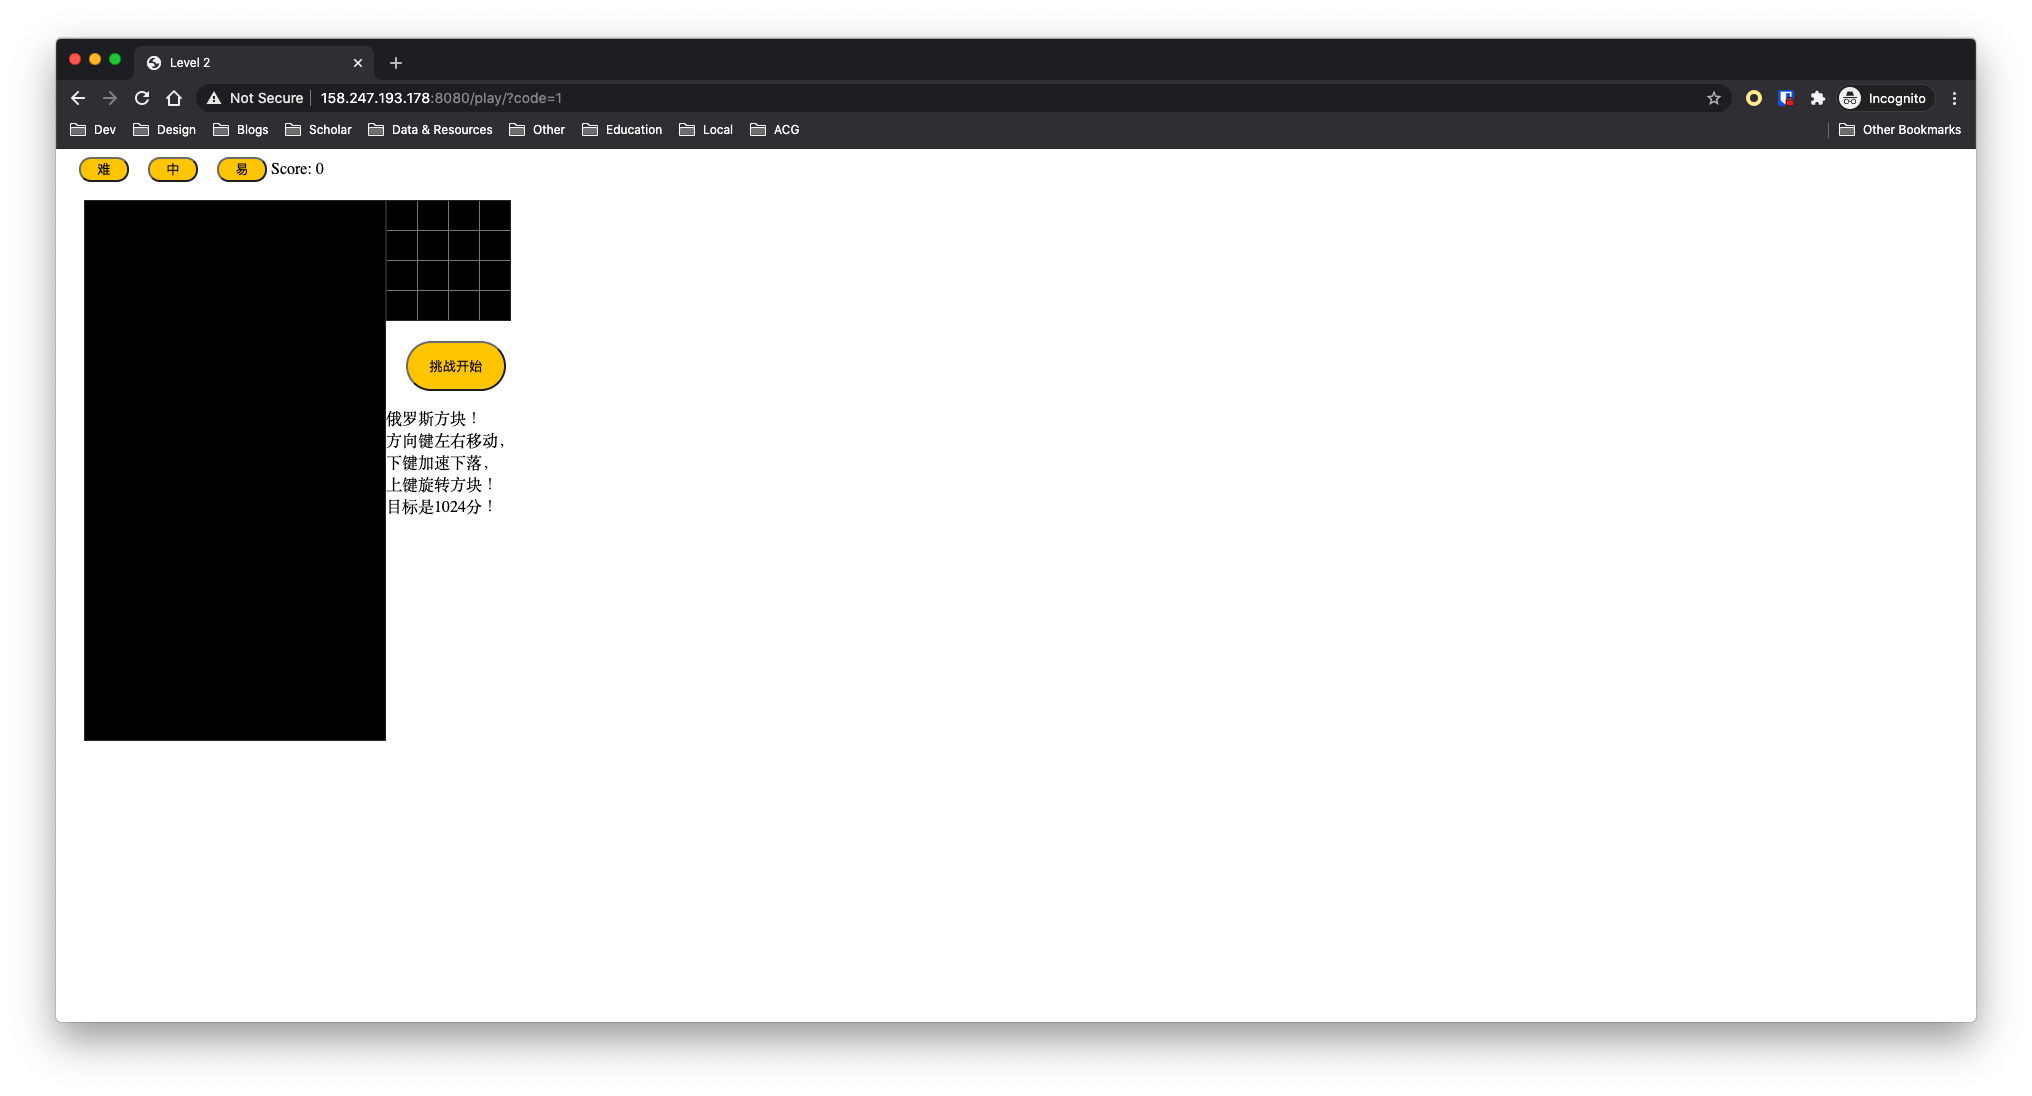 Level 2
Not Secure 158.247.193.178:8080/play/?code=1
Incognito
Dev Design Blogs Scholar Data & Resources Other Education Local ACG Other Bookmarks
难 中 易 Score: 0
挑战开始
俄罗斯方块！
方向键左右移动，
下键加速下落，
上键旋转方块！
目标是1024分！